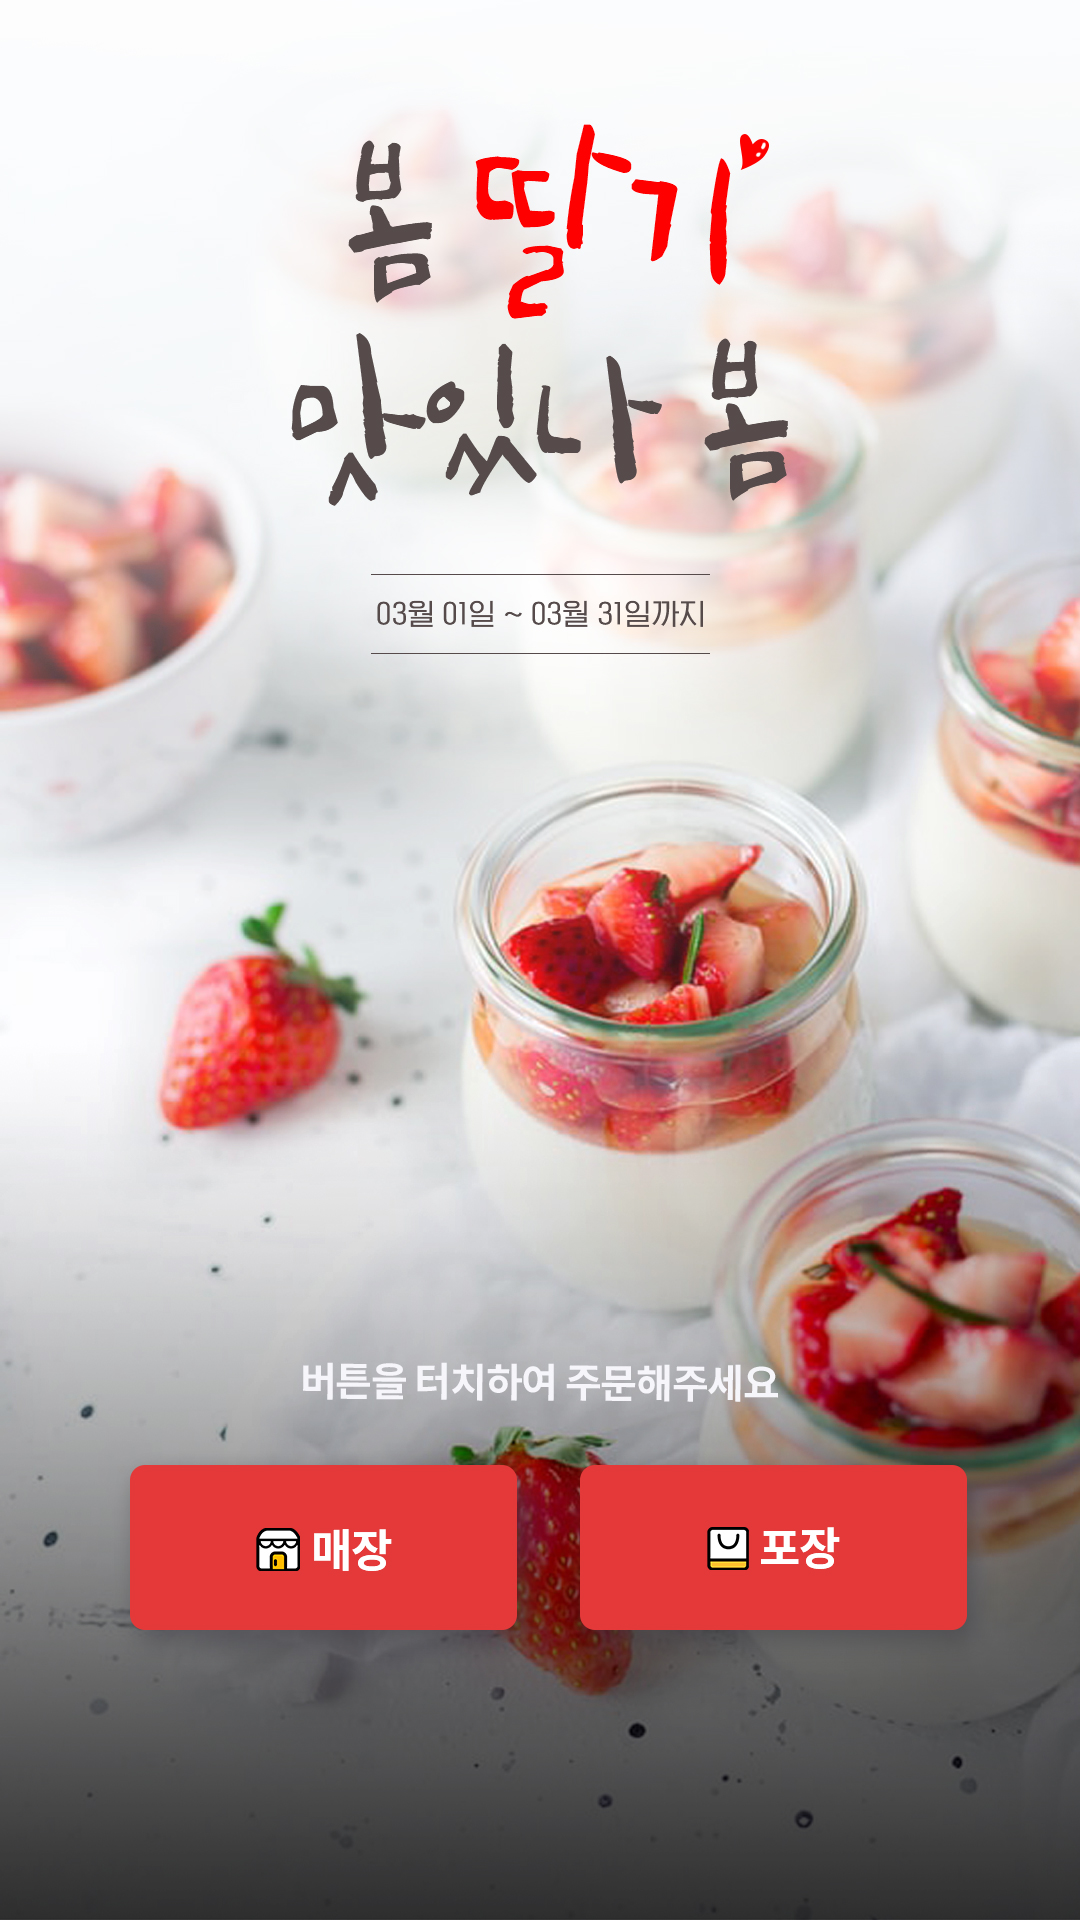 봄 딸기
맛있나 봄
03월 01일 ~ 03월 31일까지
버튼을 터치하여 주문해주세요
매장
포장